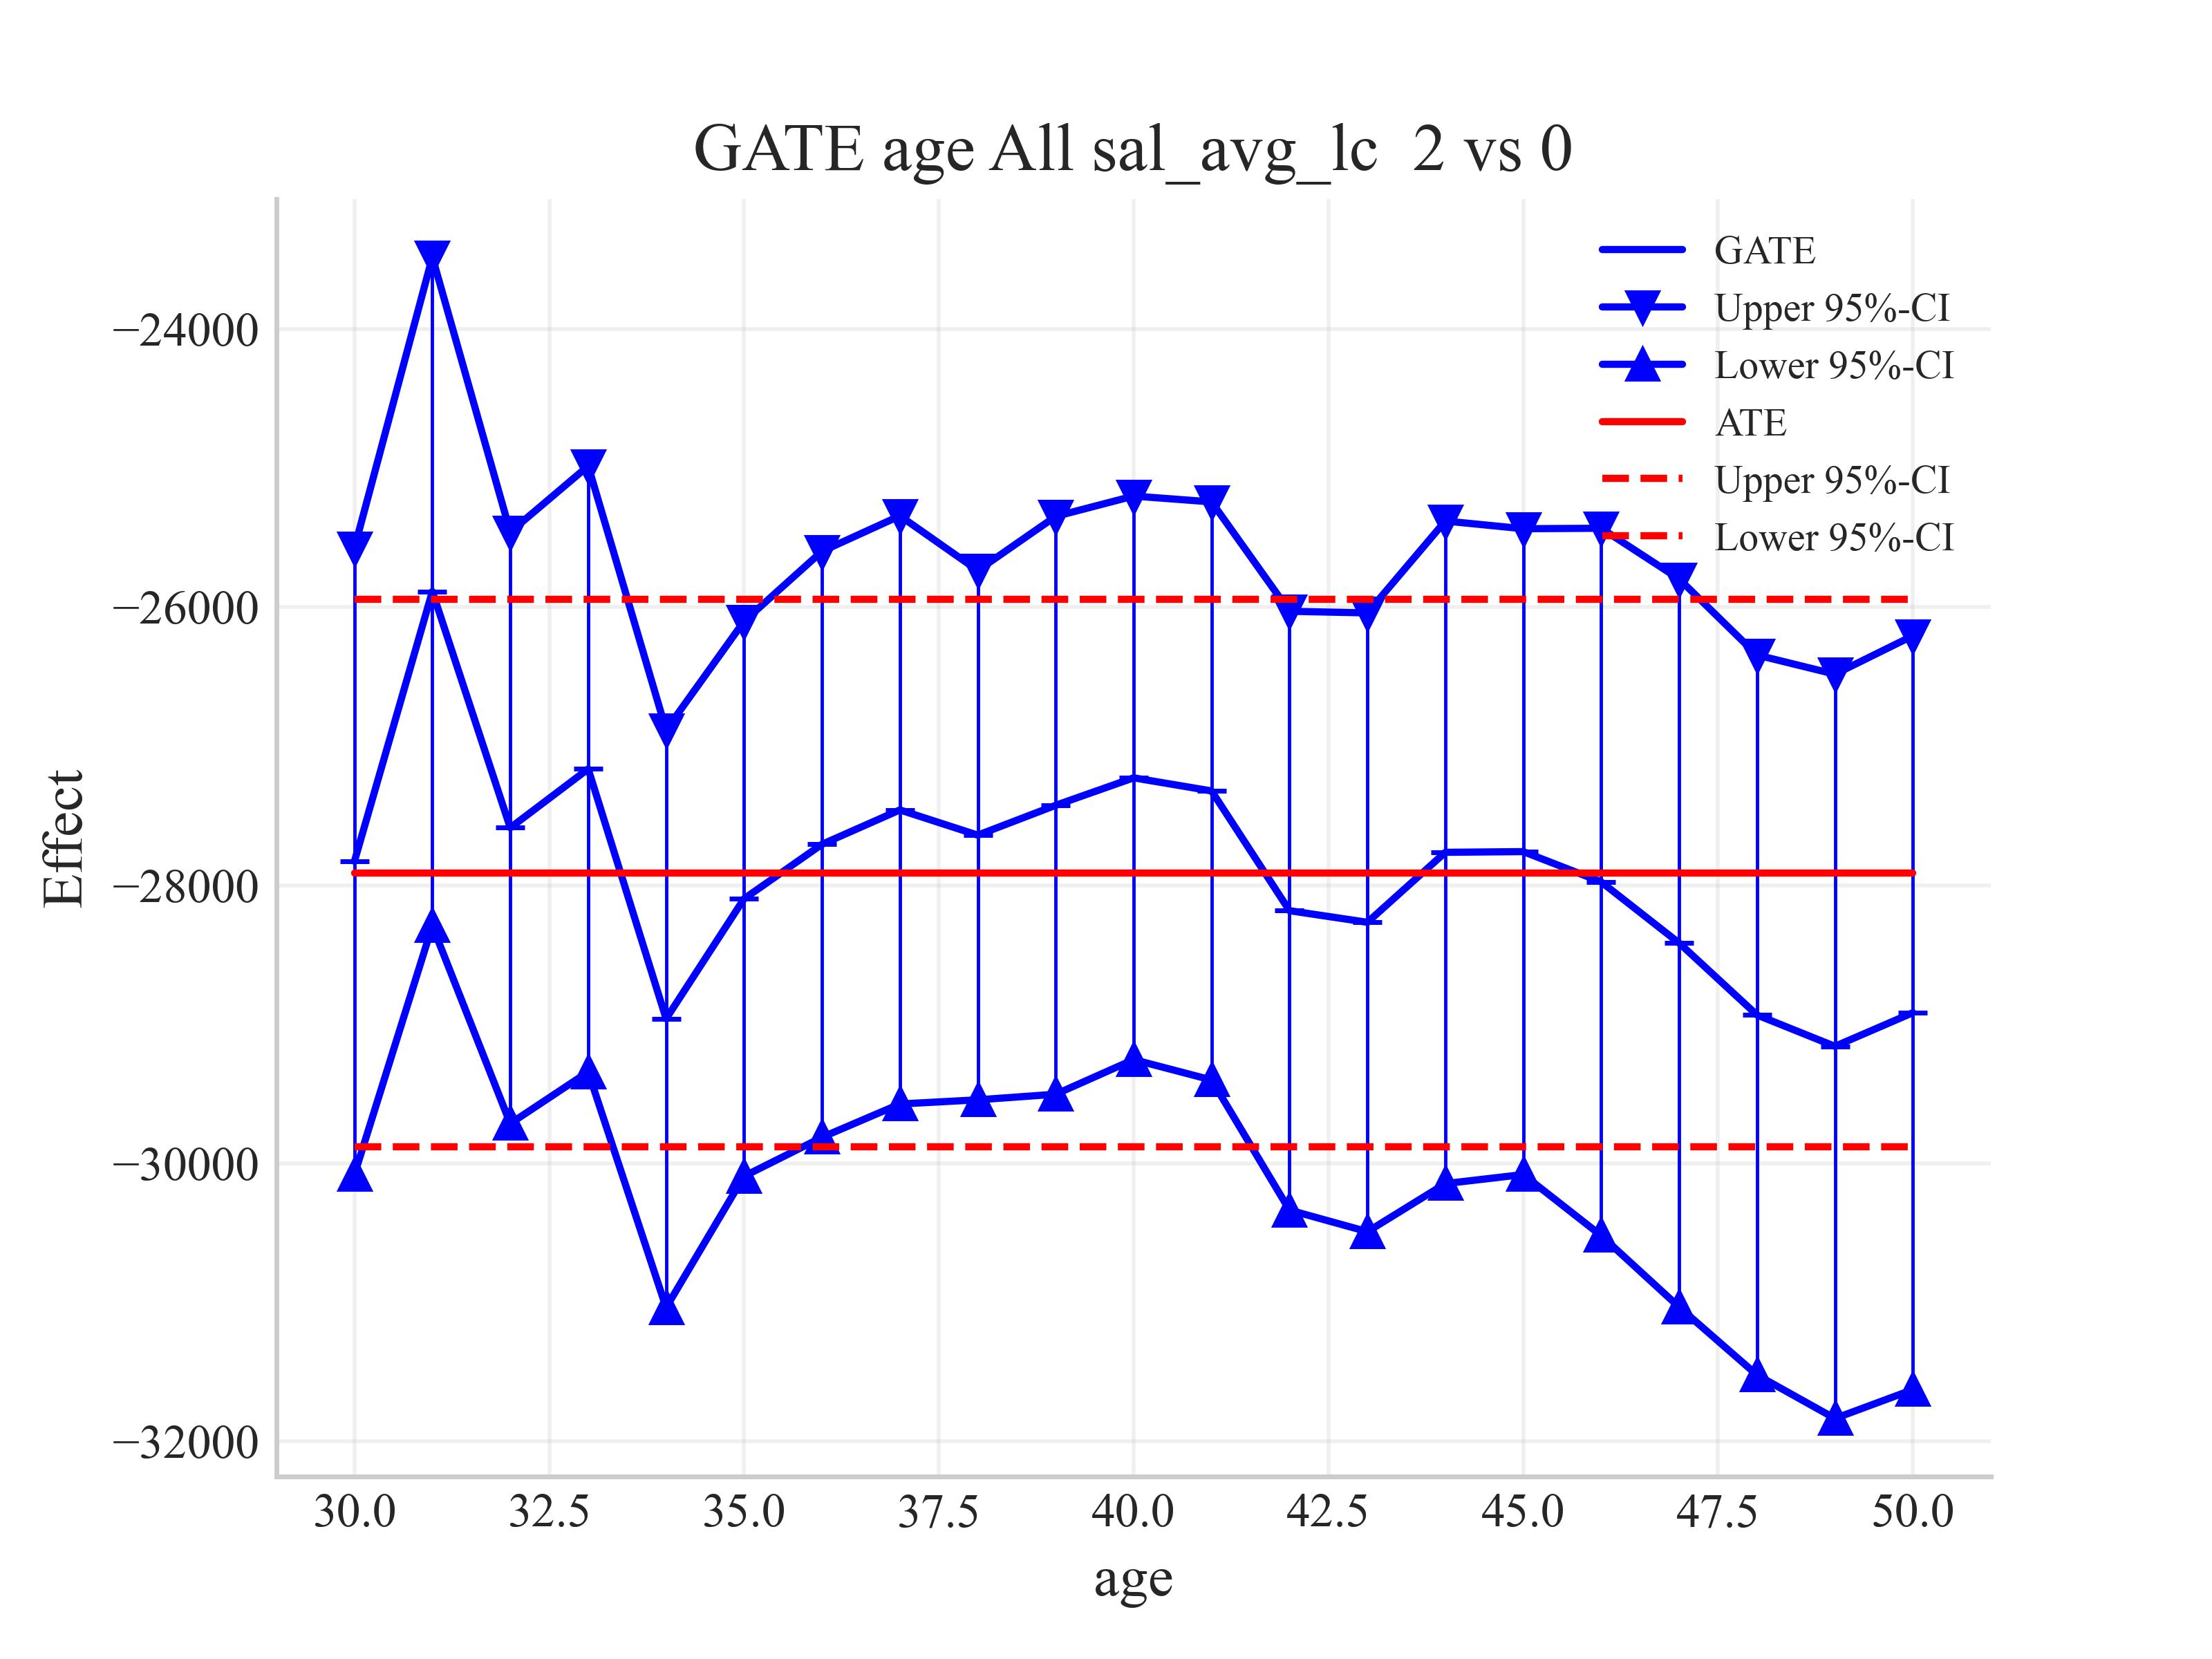 GATE age All sal_avg_lc 2 vs 0
GATE
Upper 95%-CI
Lower 95%-CI
ATE
Upper 95%-CI
Lower 95%-CI
Effect
−24000
−26000
−28000
−30000
−32000
30.0 32.5 35.0 37.5 40.0 42.5 45.0 47.5 50.0
age